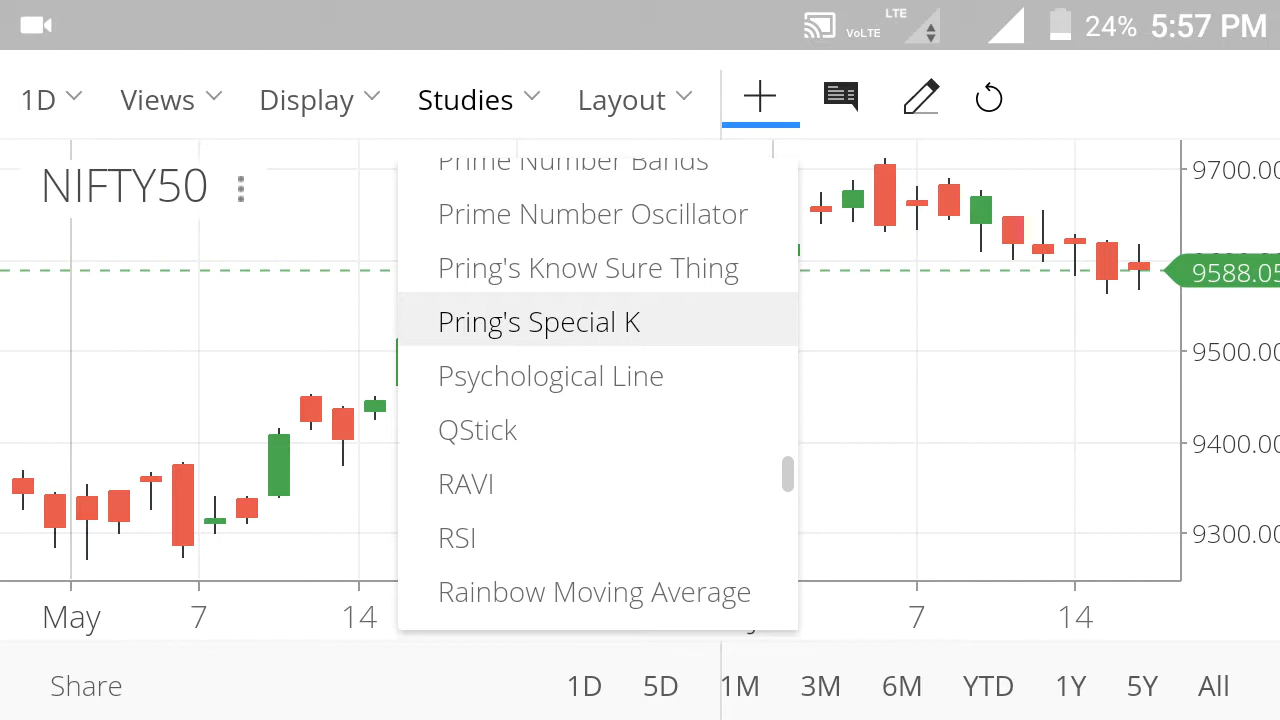 LTE
VoLTE
24% 5:57 PM
1D Views Display Studies Layout
NIFTY50
Prime Number Bands
Prime Number Oscillator
Pring's Know Sure Thing
Pring's Special K
Psychological Line
QStick
RAVI
RSI
Rainbow Moving Average
9700.00
9588.05
9500.00
9400.00
9300.00
May 7 14 7 14
Share 1D 5D 1M 3M 6M YTD 1Y 5Y All